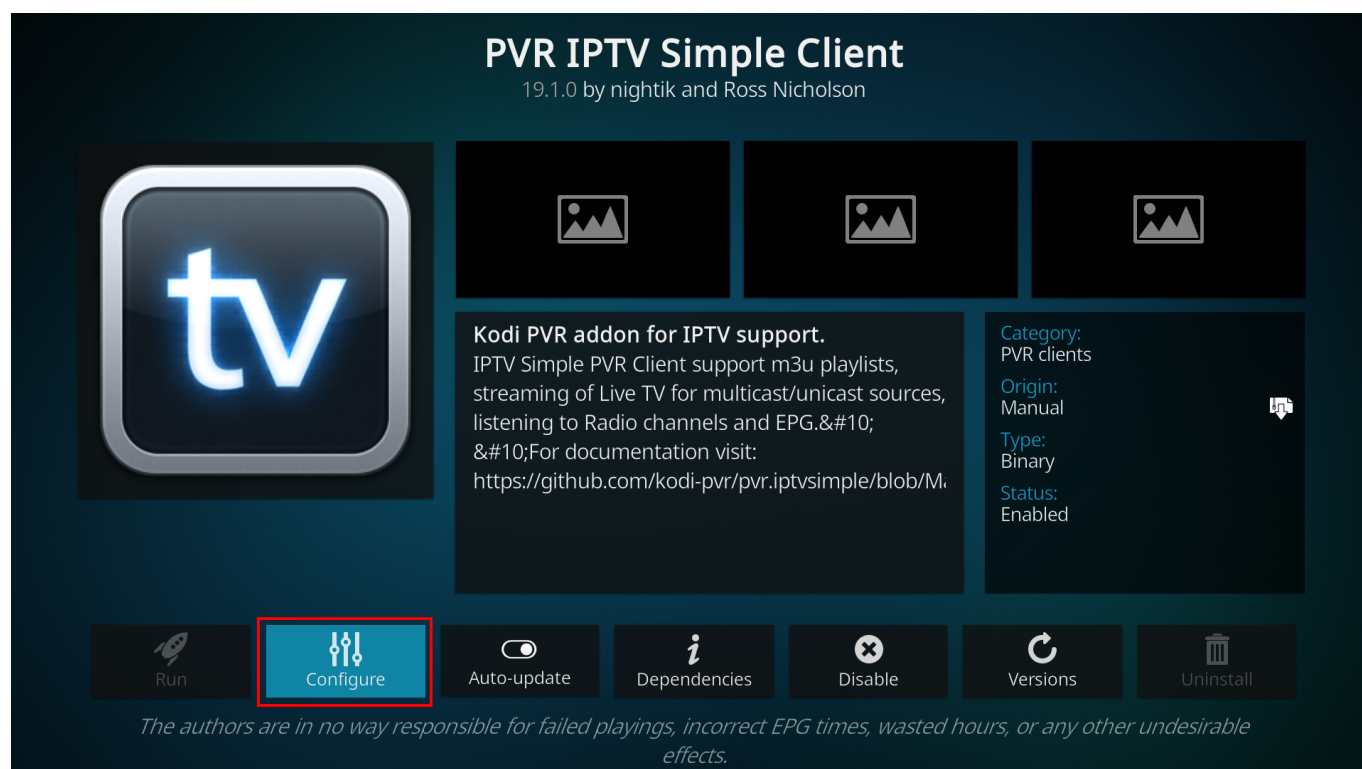 PVR IPTV Simple Client
19.1.0 by nightik and Ross Nicholson
tv
Kodi PVR addon for IPTV support.
IPTV Simple PVR Client support m3u playlists,
streaming of Live TV for multicast/unicast sources,
listening to Radio channels and EPG.&#10;
&#10;For documentation visit:
https://github.com/kodi-pvr/pvr.iptvsimple/blob/Ma
Category:
PVR clients
Origin:
Manual
Type:
Binary
Status:
Enabled
Run
Configure
Auto-update
Dependencies
Disable
Versions
Uninstall
The authors are in no way responsible for failed playings, incorrect EPG times, wasted hours, or any other undesirable
effects.